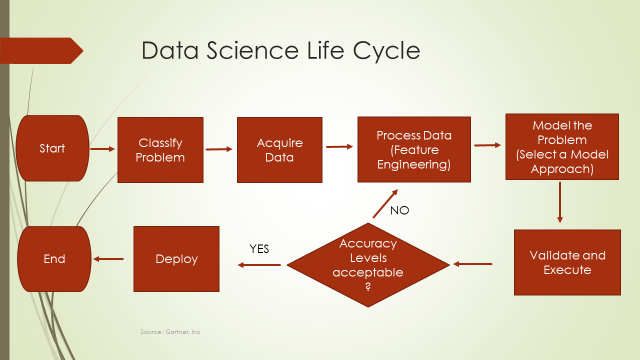 Data Science Life Cycle
Start
Classify
Problem
Acquire
Data
Process Data
(Feature
Engineering)
Model the
Problem
(Select a Model
Approach)
NO
Validate and
Execute
Accuracy
Levels
acceptable
?
YES
Deploy
End
Source: Gartner, Inc